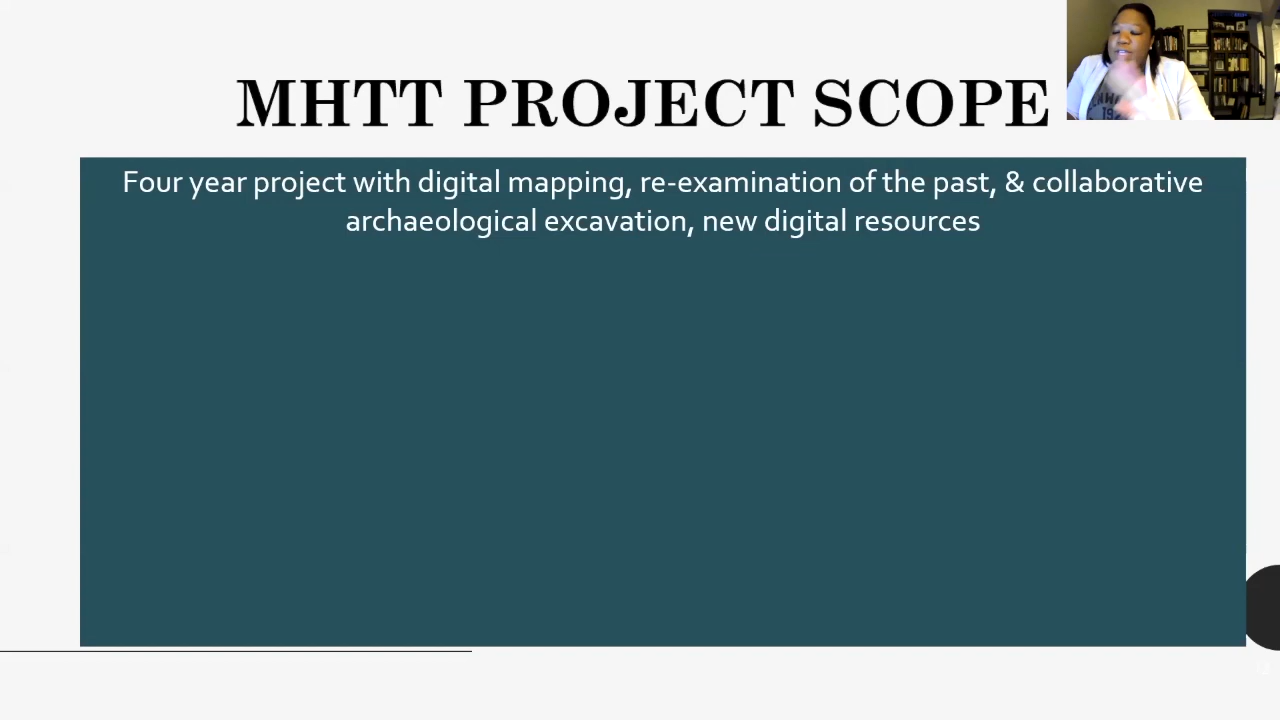 MHTT PROJECT SCOPE
Four year project with digital mapping, re-examination of the past, & collaborative
archaeological excavation, new digital resources